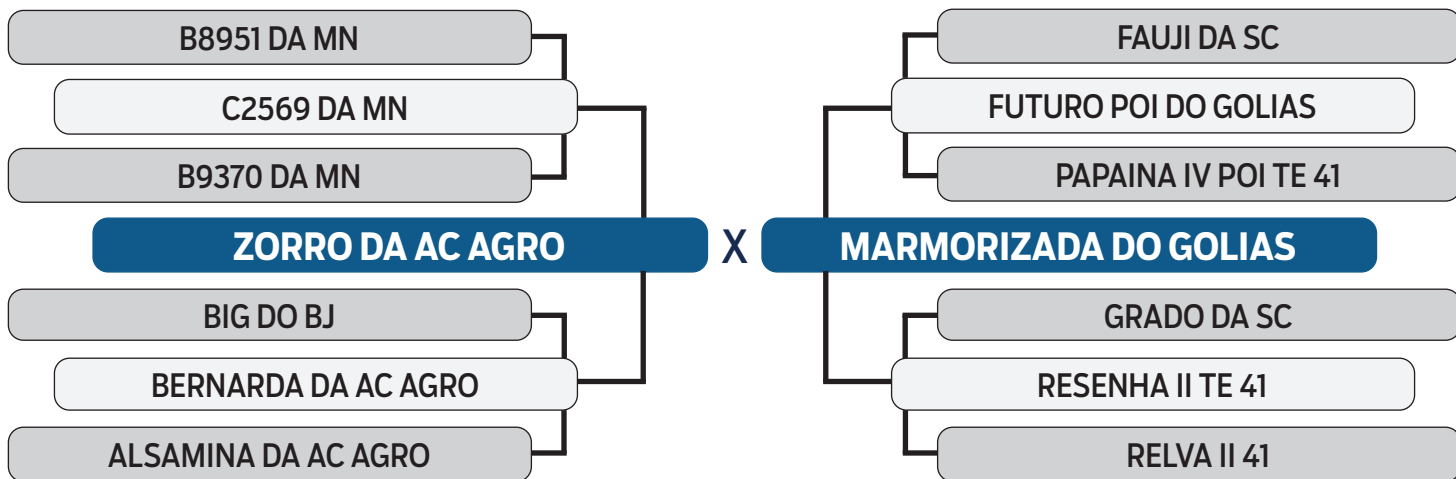 B8951 DA MN
C2569 DA MN
B9370 DA MN
ZORRO DA AC AGRO
BIG DO BJ
BERNARDA DA AC AGRO
ALSAMINA DA AC AGRO
X
FAUJI DA SC
FUTURO POI DO GOLIAS
PAPAINA IV POI TE 41
MARMORIZADA DO GOLIAS
GRADO DA SC
RESENHA II TE 41
RELVA II 41